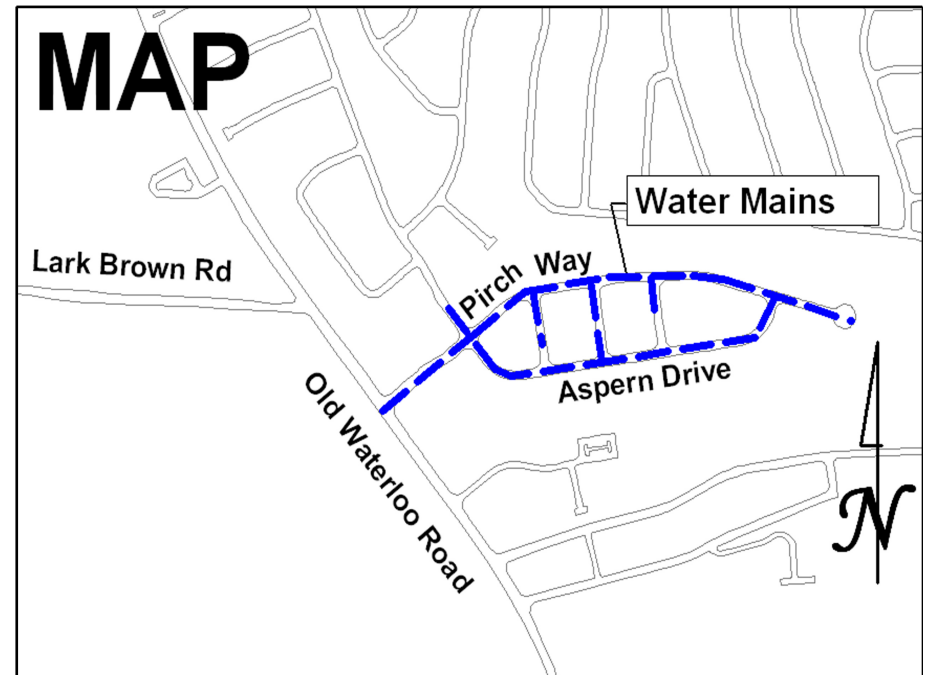 MAP
Water Mains
Lark Brown Rd
Pirch Way
Aspern Drive
Old Waterloo Road
N